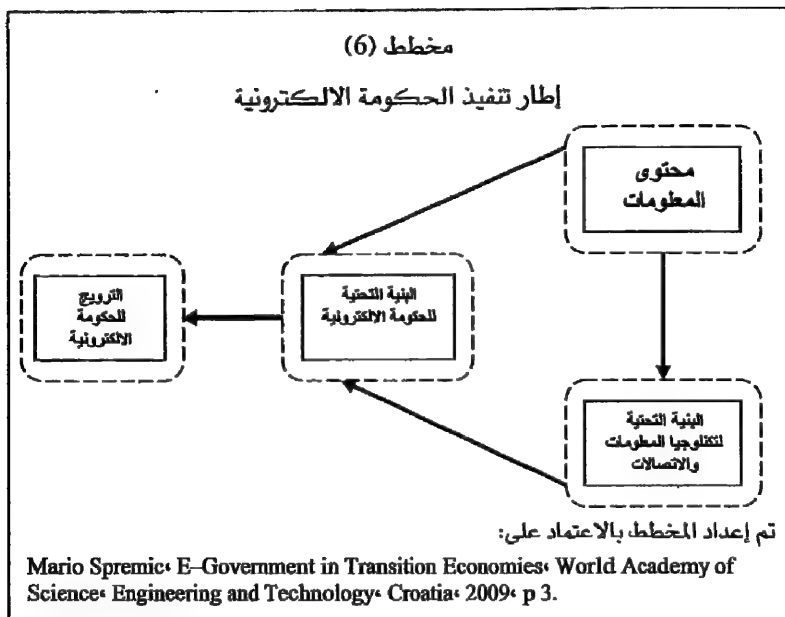 مخطط (6)
إطار تنفيذ الحكومة الالكترونية
محتوى
المعلومات
البنية التحتية
للحكومة الالكترونية
الترويج
للحكومة
الالكترونية
البنية التحتية
لتكنلوجيا المعلومات
والاتصالات
تم إعداد المخطط بالاعتماد على:
Mario Spremic، E–Government in Transition Economies، World Academy of
Science، Engineering and Technology، Croatia، 2009، p 3.